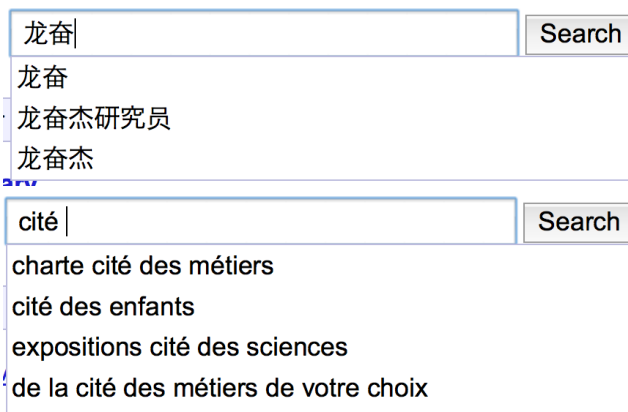 龙奋 Search
龙奋
龙奋杰研究员
龙奋杰
ary
cité Search
charte cité des métiers
cité des enfants
expositions cité des sciences
de la cité des métiers de votre choix